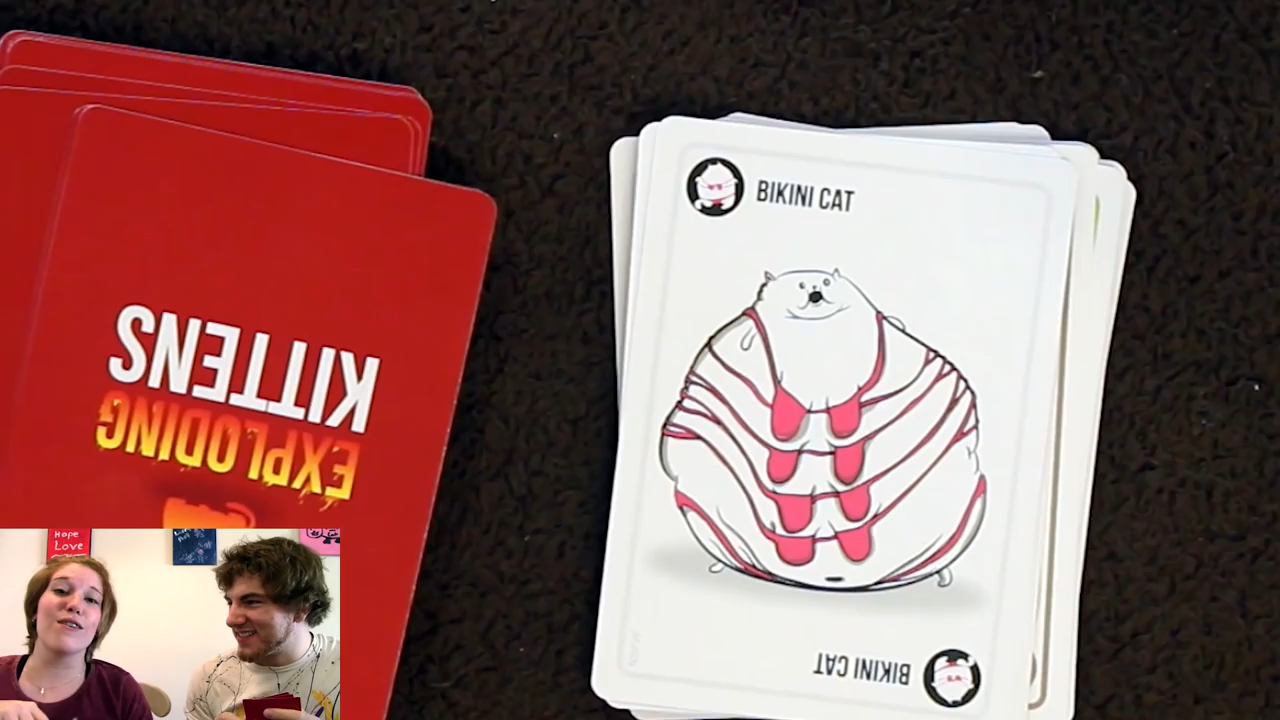 BIKINI CAT
KITTENS
EXPLODING
Hope
Love
BIKINI CAT